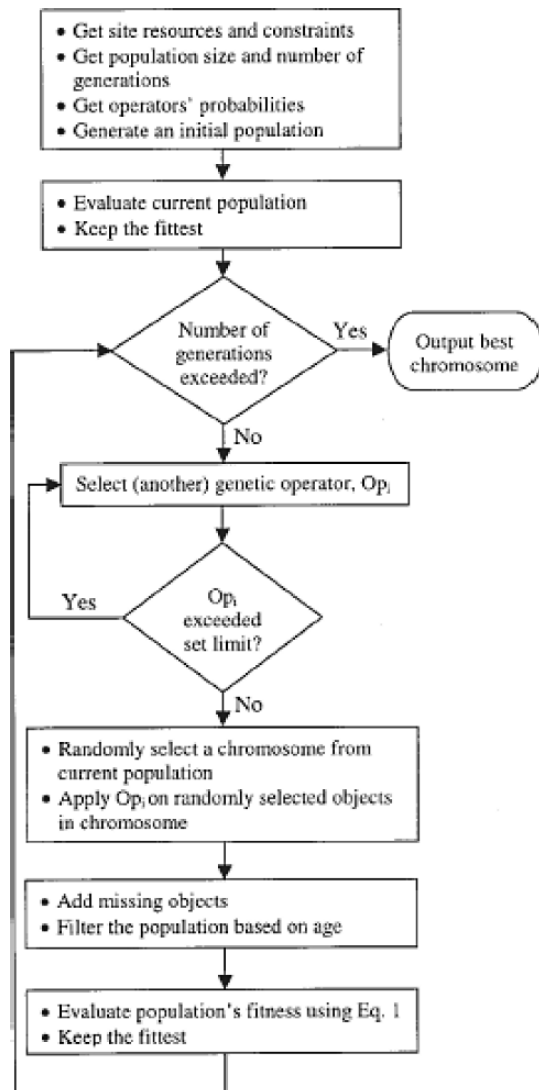 • Get site resources and constraints
• Get population size and number of
generations
• Get operators' probabilities
• Generate an initial population
• Evaluate current population
• Keep the fittest
Number of
generations
exceeded?
Yes
Output best
chromosome
No
Select (another) genetic operator, Opi
Yes
Opi
exceeded
set limit?
No
• Randomly select a chromosome from
current population
• Apply Opi on randomly selected objects
in chromosome
• Add missing objects
• Filter the population based on age
• Evaluate population's fitness using Eq. 1
• Keep the fittest